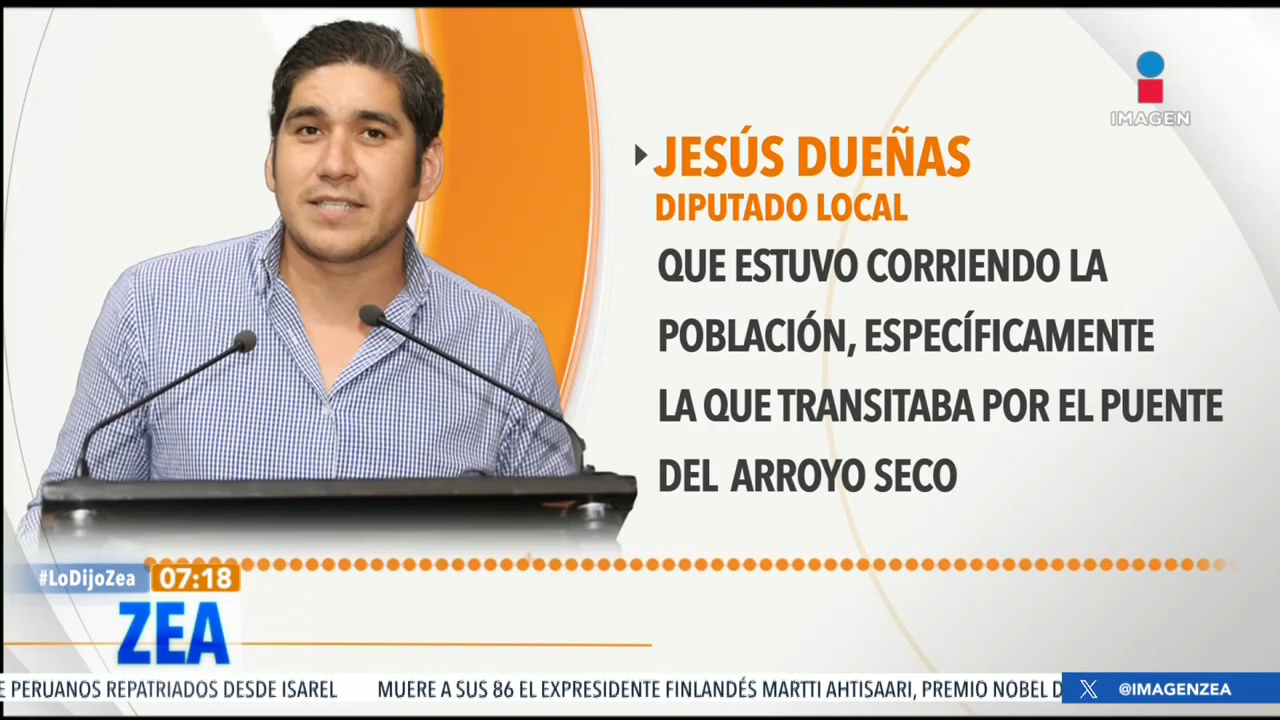 IMAGEN
JESÚS DUEÑAS
DIPUTADO LOCAL
QUE ESTUVO CORRIENDO LA
POBLACIÓN, ESPECÍFICAMENTE
LA QUE TRANSITABA POR EL PUENTE
DEL ARROYO SECO
#LoDijoZea 07:18
ZEA
E PERUANOS REPATRIADOS DESDE ISAREL MUERE A SUS 86 EL EXPRESIDENTE FINLANDÉS MARTTI AHTISAARI, PREMIO NOBEL D X @IMAGENZEA